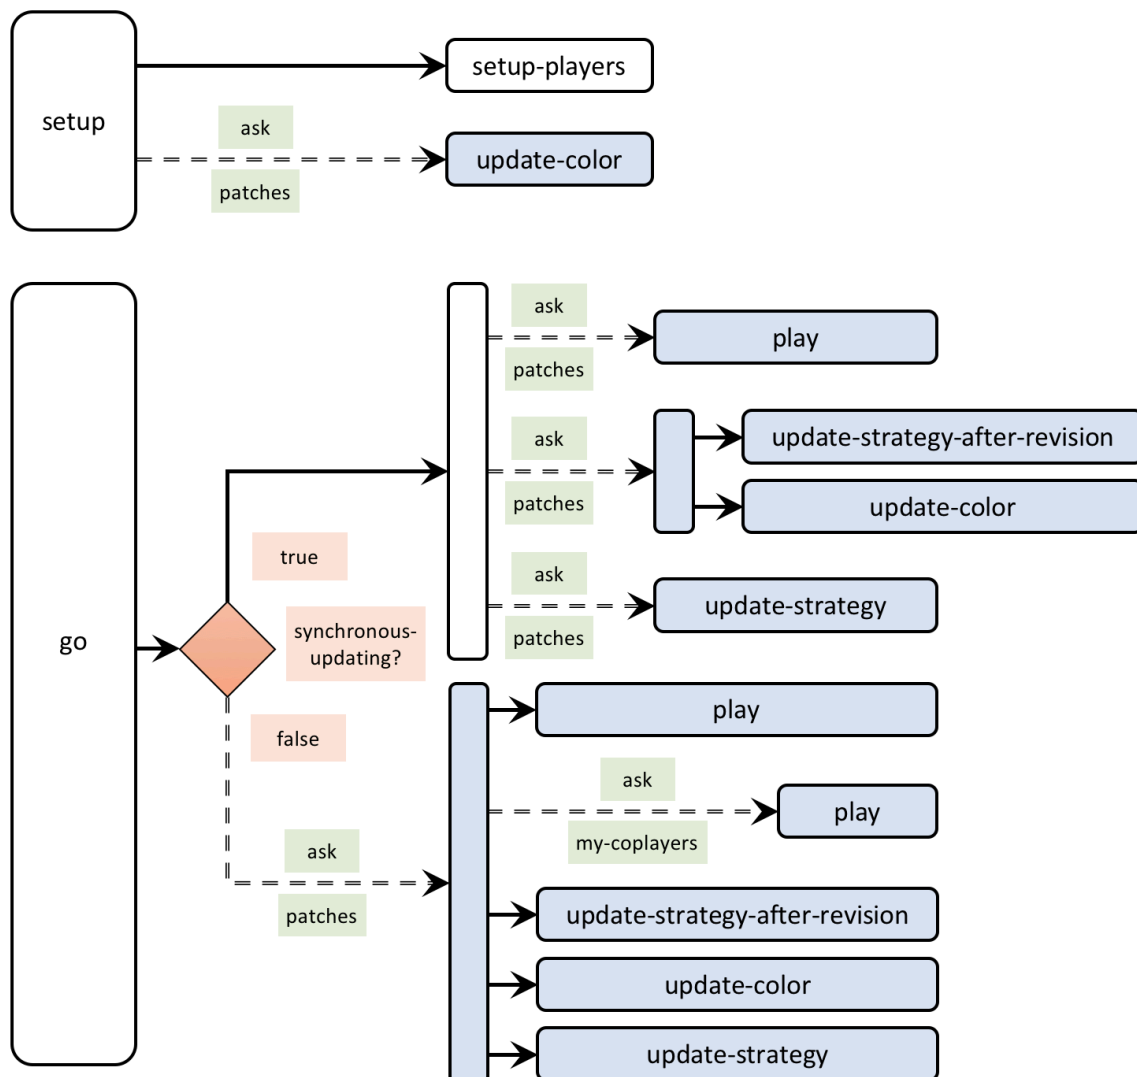 setup
setup-players
ask
patches
update-color
go
true
synchronous-
updating?
false
ask
patches
play
ask
patches
update-strategy-after-revision
update-color
ask
patches
update-strategy
ask
patches
play
ask
my-coplayers
play
update-strategy-after-revision
update-color
update-strategy